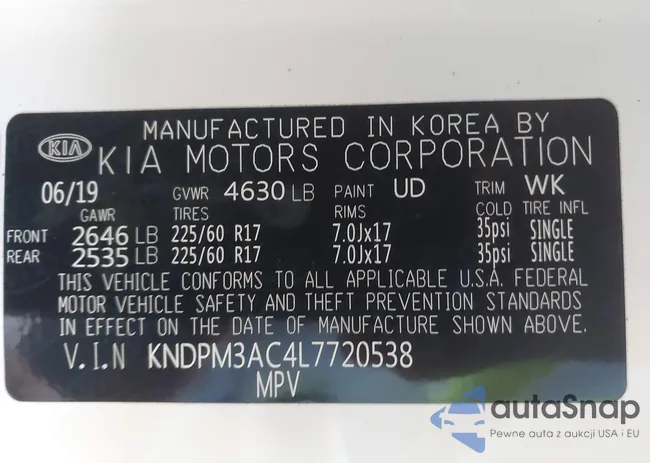 MANUFACTURED IN KOREA BY
KIA KIA MOTORS CORPORATION
06/19 GVWR 4630 LB PAINT UD TRIM WK
GAWR TIRES RIMS COLD TIRE INFL
FRONT 2646 LB 225/60 R17 7.0Jx17 35psi SINGLE
REAR 2535 LB 225/60 R17 7.0Jx17 35psi SINGLE
THIS VEHICLE CONFORMS TO ALL APPLICABLE U.S.A. FEDERAL
MOTOR VEHICLE SAFETY AND THEFT PREVENTION STANDARDS
IN EFFECT ON THE DATE OF MANUFACTURE SHOWN ABOVE.
V.I.N KNDPM3AC4L7720538
MPV
autaSnap
Pewne auta z aukcji USA i EU